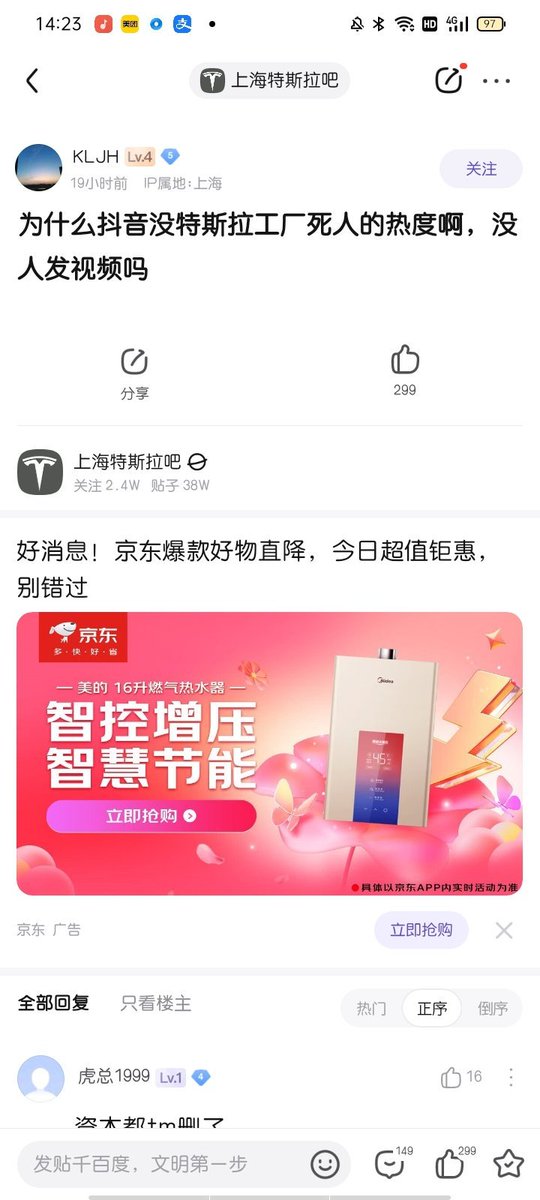 14:23
美团
支
HD
4G
97
上海特斯拉吧
KLJH Lv.4 5
19小时前 IP属地:上海
关注
为什么抖音没特斯拉工厂死人的热度啊，没
人发视频吗
分享
299
上海特斯拉吧
关注 2.4W 贴子 38W
好消息！京东爆款好物直降，今日超值钜惠，
别错过
京东
多·快·好·省
美的 16升燃气热水器
智控增压
智慧节能
立即抢购
Midea
45
具体以京东APP内实时活动为准
京东 广告
立即抢购
全部回复 只看楼主
热门 正序 倒序
虎总1999 Lv.1 4
16
资本都tm删了
发贴千百度，文明第一步
149
299